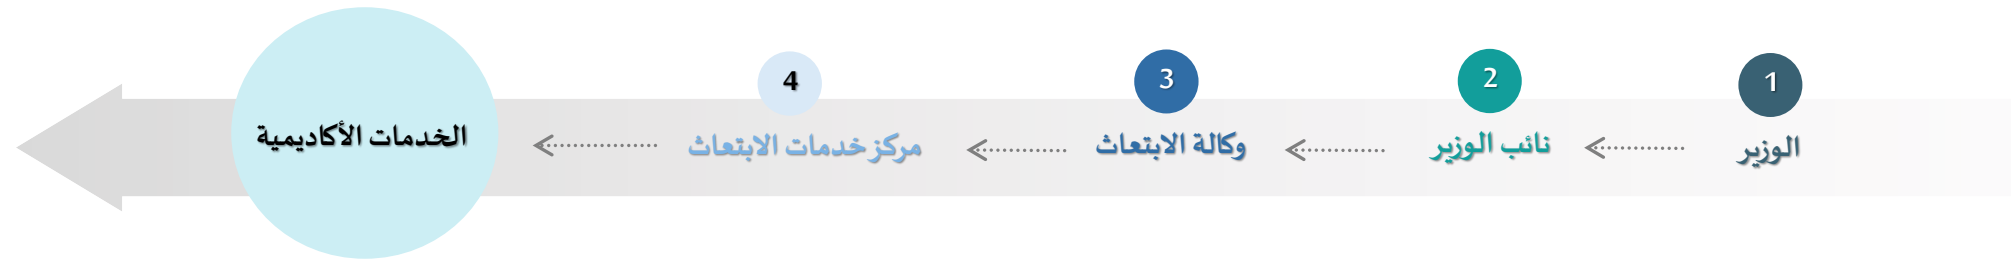 1
الوزير
2
نائب الوزير
3
وكالة الابتعاث
4
مركز خدمات الابتعاث
الخدمات الأكاديمية